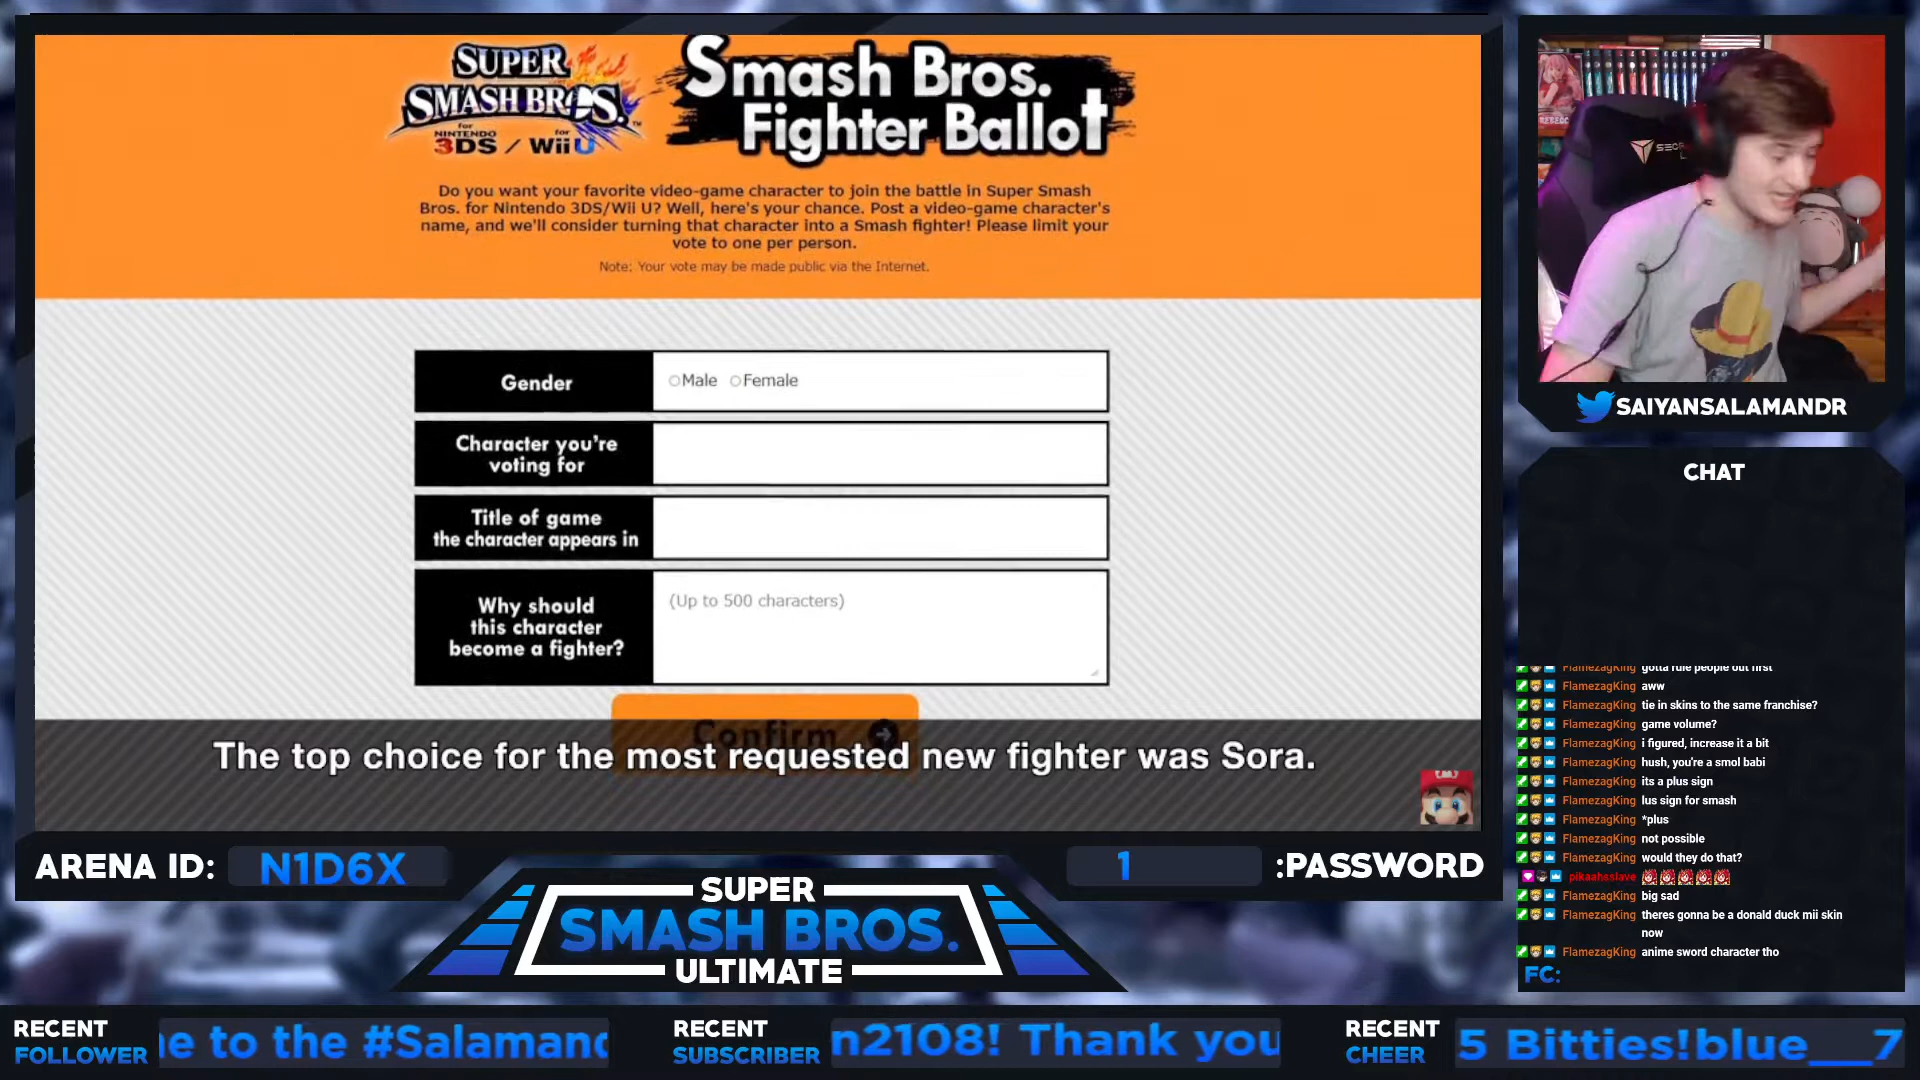 SUPER
SMASH BROS.
for NINTENDO 3DS / for Wii U
Smash Bros.
Fighter Ballot
Do you want your favorite video-game character to join the battle in Super Smash
Bros. for Nintendo 3DS/Wii U? Well, here's your chance. Post a video-game character's
name, and we'll consider turning that character into a Smash fighter! Please limit your
vote to one per person.
Note: Your vote may be made public via the Internet.
Gender
Male Female
Character you're
voting for
Title of game
the character appears in
Why should
this character
become a fighter?
(Up to 500 characters)
Confirm
The top choice for the most requested new fighter was Sora.
ARENA ID: N1D6X
1 :PASSWORD
SUPER
SMASH BROS.
ULTIMATE
SAIYANSALAMANDR
CHAT
FlamezagKing gotta rule people out first
FlamezagKing aww
FlamezagKing tie in skins to the same franchise?
FlamezagKing game volume?
FlamezagKing i figured, increase it a bit
FlamezagKing hush, you're a smol babi
FlamezagKing its a plus sign
FlamezagKing lus sign for smash
FlamezagKing *plus
FlamezagKing not possible
FlamezagKing would they do that?
pikaahsslave
FlamezagKing big sad
FlamezagKing theres gonna be a donald duck mii skin
now
FlamezagKing anime sword character tho
FC:
RECENT
FOLLOWER
e to the #Salamand
RECENT
SUBSCRIBER
n2108! Thank you
RECENT
CHEER
5 Bitties!blue___7